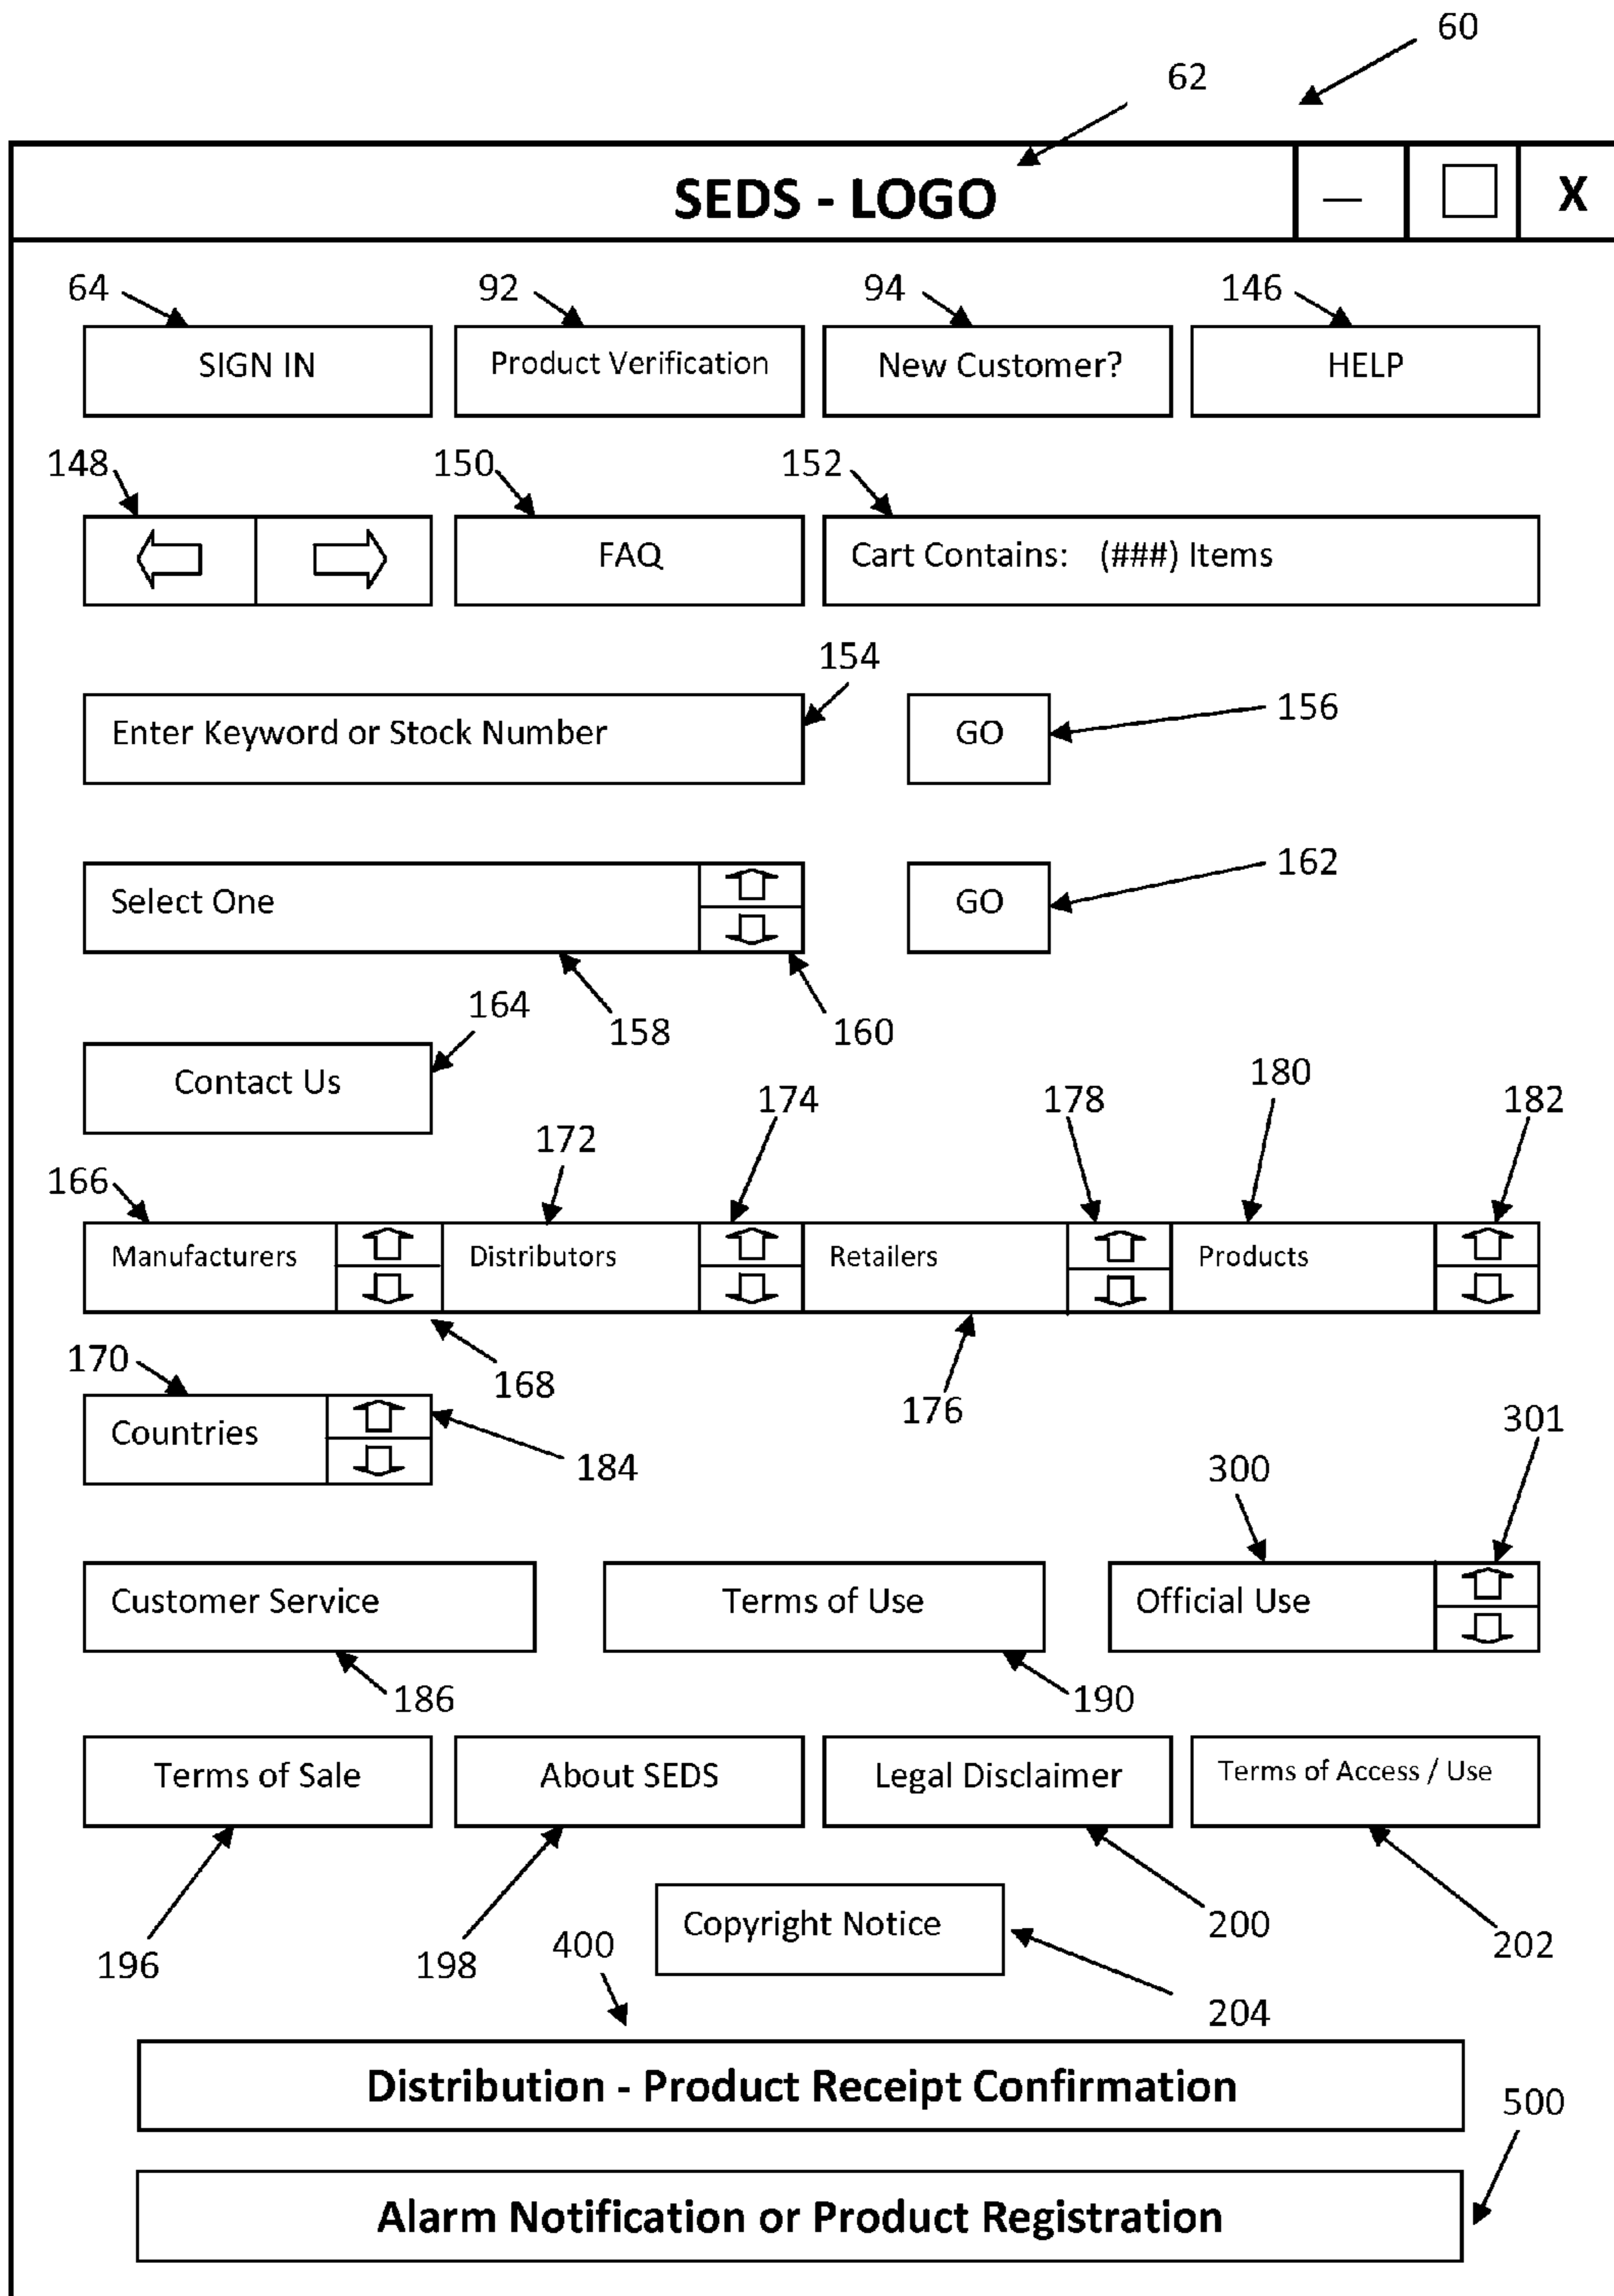 60
62
SEDS - LOGO — X
64 92 94 146
SIGN IN Product Verification New Customer? HELP
148 150 152
FAQ Cart Contains: (###) Items
154
Enter Keyword or Stock Number GO 156
162
Select One GO
164 158 160
Contact Us
180
174 178 182
172
166
Manufacturers Distributors Retailers Products
170 168 176 301
Countries
184 300
Customer Service Terms of Use Official Use
186 190
Terms of Sale About SEDS Legal Disclaimer Terms of Access / Use
Copyright Notice 200
196 198 400 202
204
Distribution - Product Receipt Confirmation
500
Alarm Notification or Product Registration